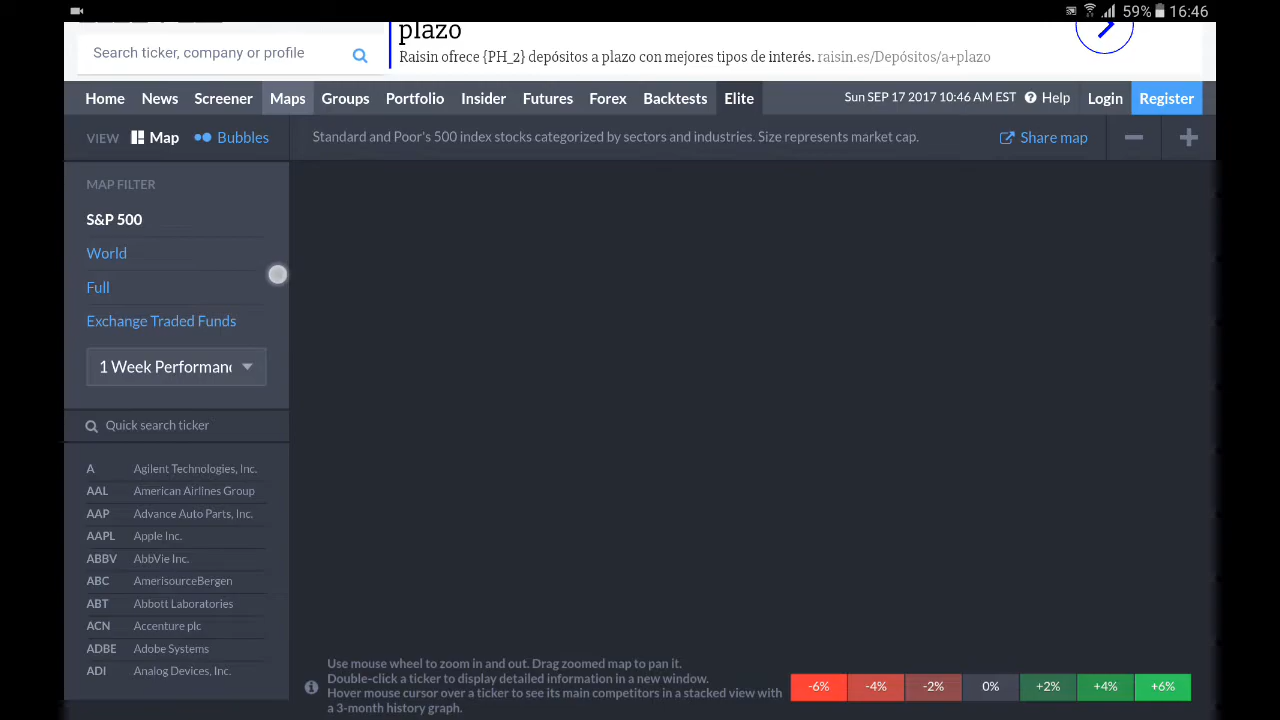 59% 16:46
plazo
Search ticker, company or profile
Raisin ofrece {PH_2} depósitos a plazo con mejores tipos de interés. raisin.es/Depósitos/a+plazo
Home News Screener Maps Groups Portfolio Insider Futures Forex Backtests Elite Sun SEP 17 2017 10:46 AM EST Help Login Register
VIEW Map Bubbles Standard and Poor's 500 index stocks categorized by sectors and industries. Size represents market cap. Share map
MAP FILTER
S&P 500
World
Full
Exchange Traded Funds
1 Week Performanc
Quick search ticker
A Agilent Technologies, Inc.
AAL American Airlines Group
AAP Advance Auto Parts, Inc.
AAPL Apple Inc.
ABBV AbbVie Inc.
ABC AmerisourceBergen
ABT Abbott Laboratories
ACN Accenture plc
ADBE Adobe Systems
ADI Analog Devices, Inc.
Use mouse wheel to zoom in and out. Drag zoomed map to pan it.
Double-click a ticker to display detailed information in a new window.
Hover mouse cursor over a ticker to see its main competitors in a stacked view with
a 3-month history graph.
-6% -4% -2% 0% +2% +4% +6%